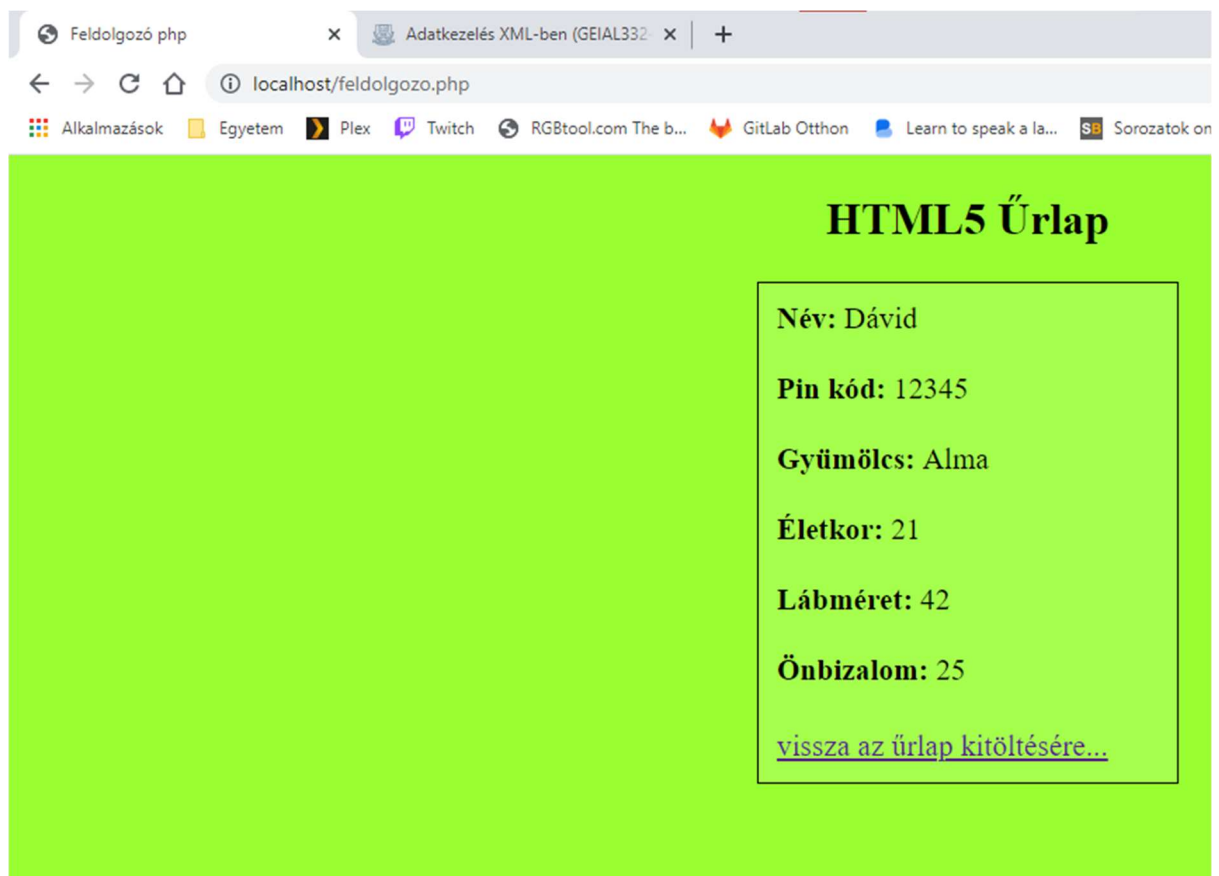 Feldolgozó php
Adatkezelés XML-ben (GEIAL332-
localhost/feldolgozo.php
Alkalmazások Egyetem Plex Twitch RGBtool.com The b... GitLab Otthon Learn to speak a la... SB Sorozatok on
HTML5 Űrlap
Név: Dávid
Pin kód: 12345
Gyümölcs: Alma
Életkor: 21
Lábméret: 42
Önbizalom: 25
vissza az űrlap kitöltésére...